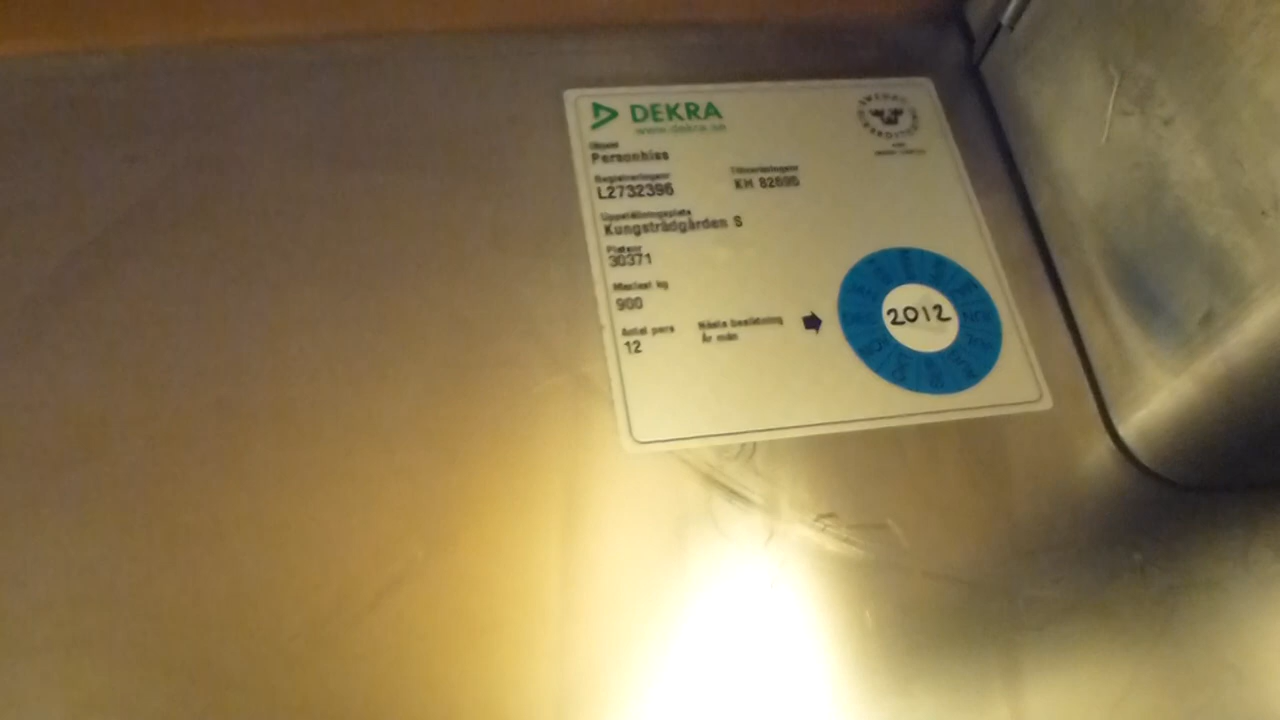 DEKRA
www.dekra.se
Objekt
Personhiss
Registreringsnr
L2732396
Tillverkningsnr
KH 82695
Uppställningsplats
Kungsträdgården S
Platsnr
30371
Maxlast kg
900
Antal pers
12
Nästa besiktning
År mån
2012